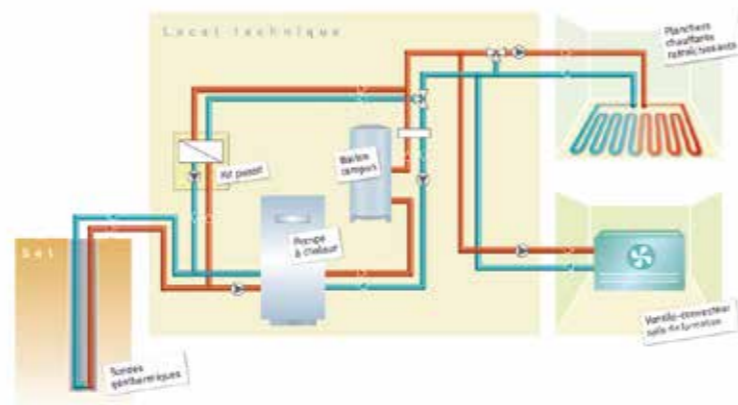 Local technique
Planchers
chauffants
rafraîchissants
Kit passif
Ballon
tampon
Pompe
à chaleur
Sol
Sondes
géothermiques
Ventilo-convecteur
salle de formation